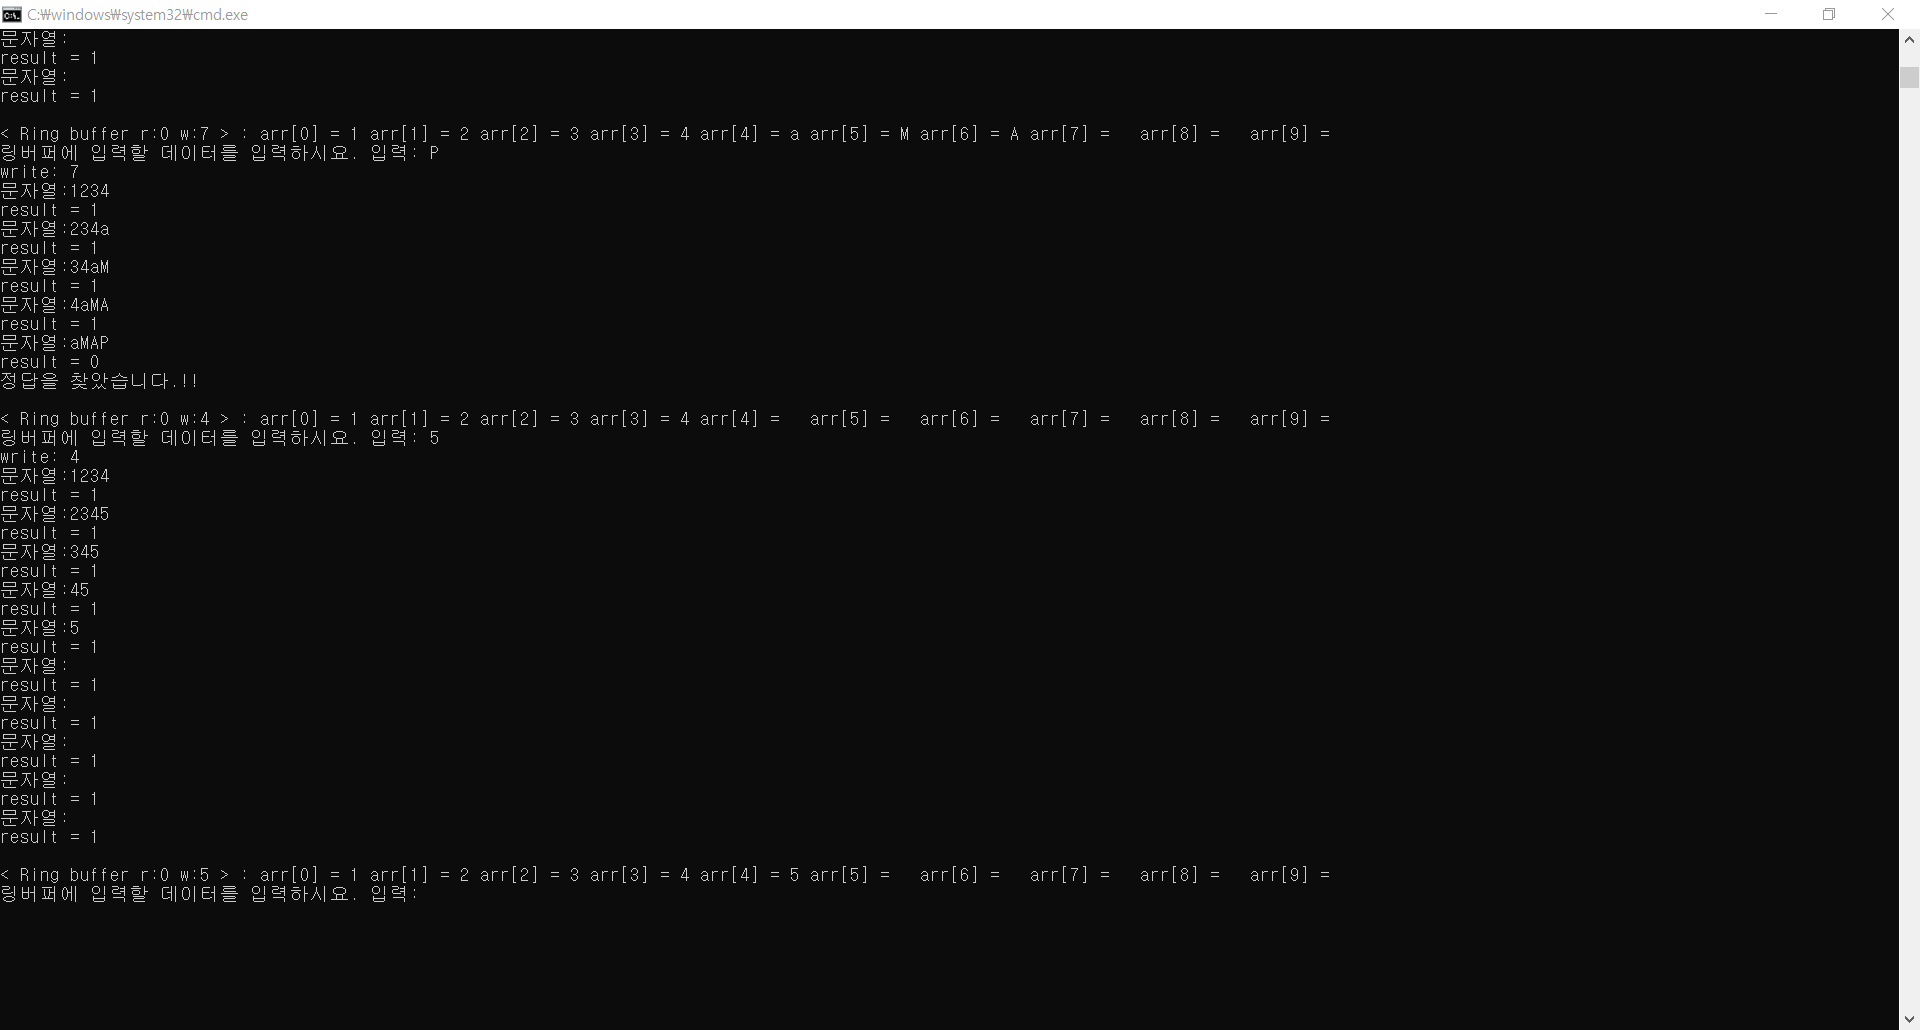 C:\windows\system32\cmd.exe
문자열:
result = 1
문자열:
result = 1
< Ring buffer r:0 w:7 > : arr[0] = 1 arr[1] = 2 arr[2] = 3 arr[3] = 4 arr[4] = a arr[5] = M arr[6] = A arr[7] =   arr[8] =   arr[9] =
링버퍼에 입력할 데이터를 입력하시요. 입력: P
write: 7
문자열:1234
result = 1
문자열:234a
result = 1
문자열:34aM
result = 1
문자열:4aMA
result = 1
문자열:aMAP
result = 0
정답을 찾았습니다.!!
< Ring buffer r:0 w:4 > : arr[0] = 1 arr[1] = 2 arr[2] = 3 arr[3] = 4 arr[4] =   arr[5] =   arr[6] =   arr[7] =   arr[8] =   arr[9] =
링버퍼에 입력할 데이터를 입력하시요. 입력: 5
write: 4
문자열:1234
result = 1
문자열:2345
result = 1
문자열:345
result = 1
문자열:45
result = 1
문자열:5
result = 1
문자열:
result = 1
문자열:
result = 1
문자열:
result = 1
문자열:
result = 1
문자열:
result = 1
< Ring buffer r:0 w:5 > : arr[0] = 1 arr[1] = 2 arr[2] = 3 arr[3] = 4 arr[4] = 5 arr[5] =   arr[6] =   arr[7] =   arr[8] =   arr[9] =
링버퍼에 입력할 데이터를 입력하시요. 입력: